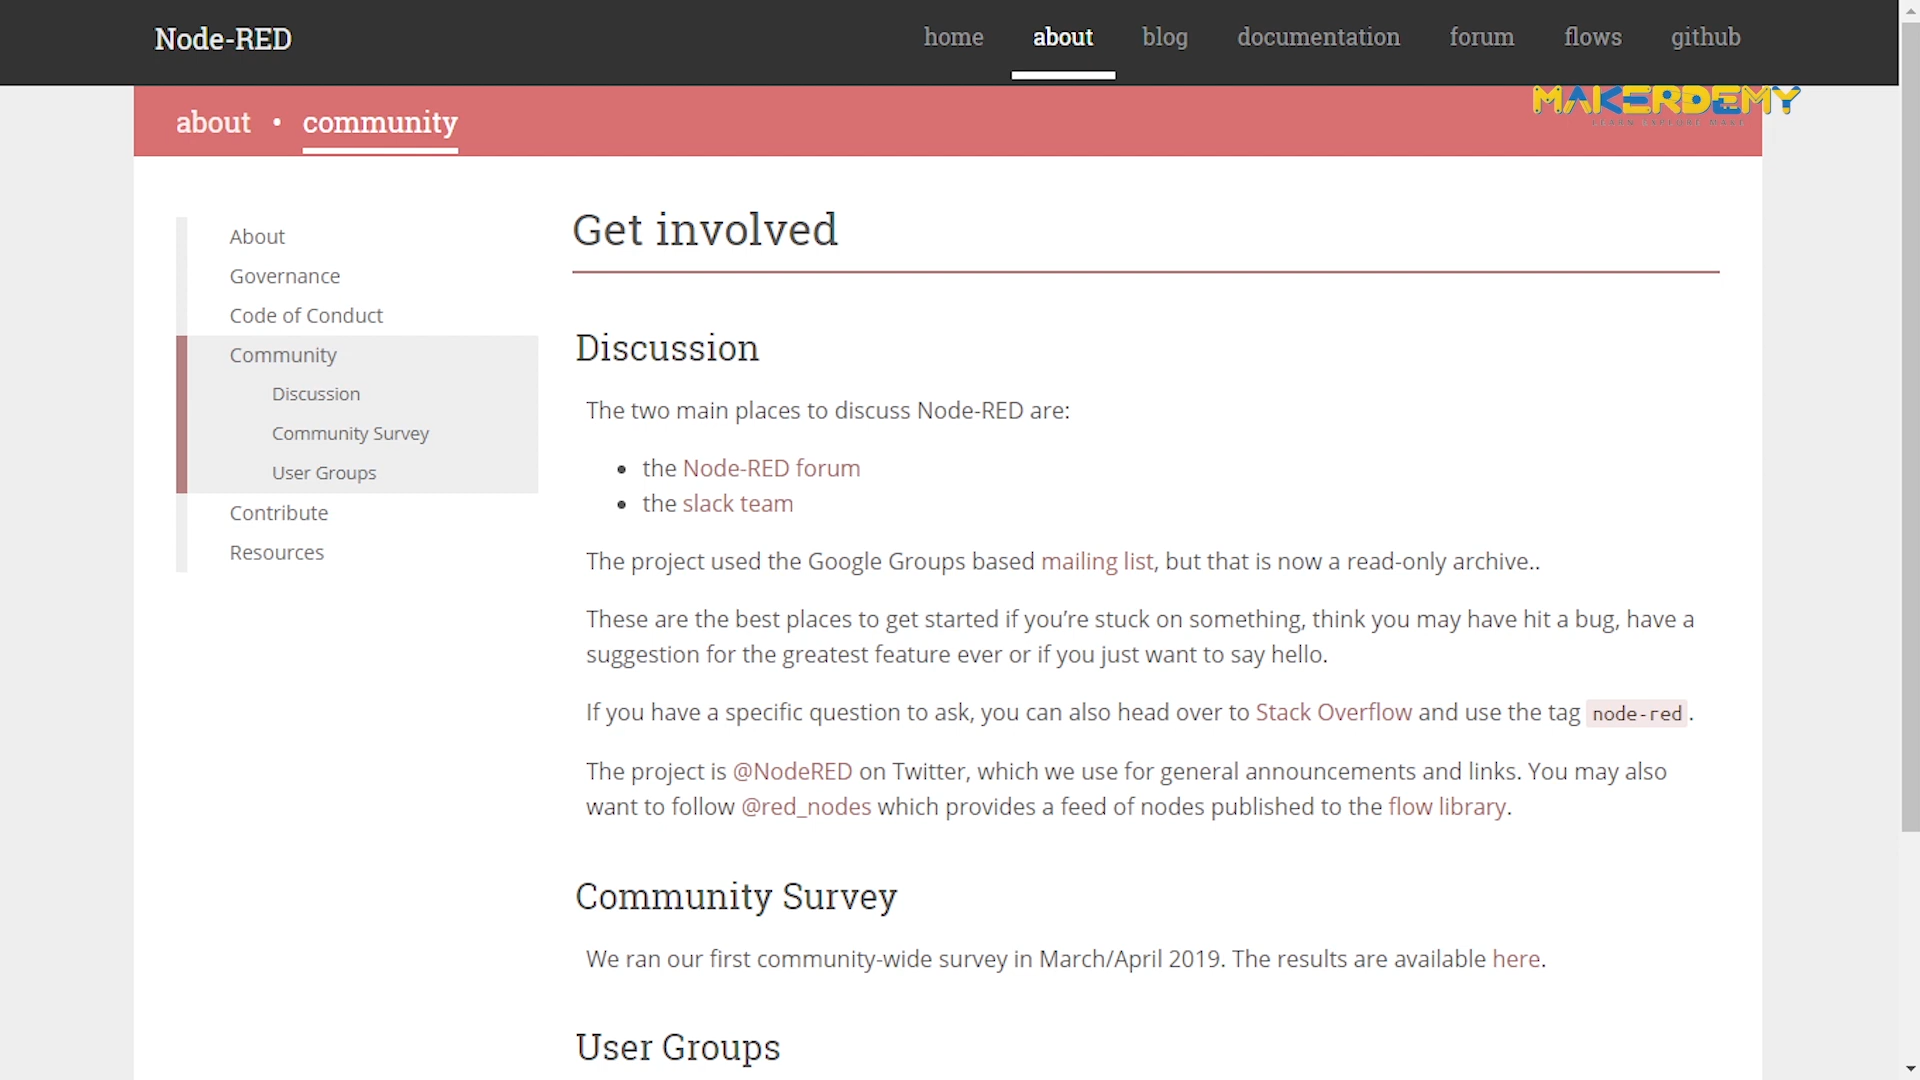 Node-RED
home about blog documentation forum flows github
MAKERDEMY
LEARN EXPLORE MAKE
about • community
About
Governance
Code of Conduct
Community
Discussion
Community Survey
User Groups
Contribute
Resources
Get involved
Discussion
The two main places to discuss Node-RED are:
• the Node-RED forum
• the slack team
The project used the Google Groups based mailing list, but that is now a read-only archive..
These are the best places to get started if you’re stuck on something, think you may have hit a bug, have a
suggestion for the greatest feature ever or if you just want to say hello.
If you have a specific question to ask, you can also head over to Stack Overflow and use the tag node-red.
The project is @NodeRED on Twitter, which we use for general announcements and links. You may also
want to follow @red_nodes which provides a feed of nodes published to the flow library.
Community Survey
We ran our first community-wide survey in March/April 2019. The results are available here.
User Groups